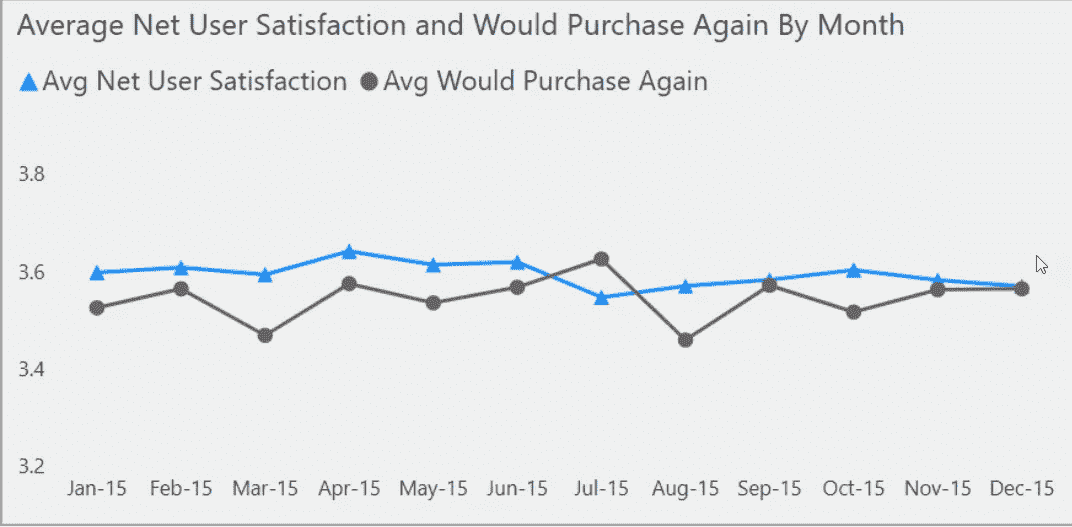 Average Net User Satisfaction and Would Purchase Again By Month
Avg Net User Satisfaction Avg Would Purchase Again
3.8
3.6
3.4
3.2
Jan-15 Feb-15 Mar-15 Apr-15 May-15 Jun-15 Jul-15 Aug-15 Sep-15 Oct-15 Nov-15 Dec-15